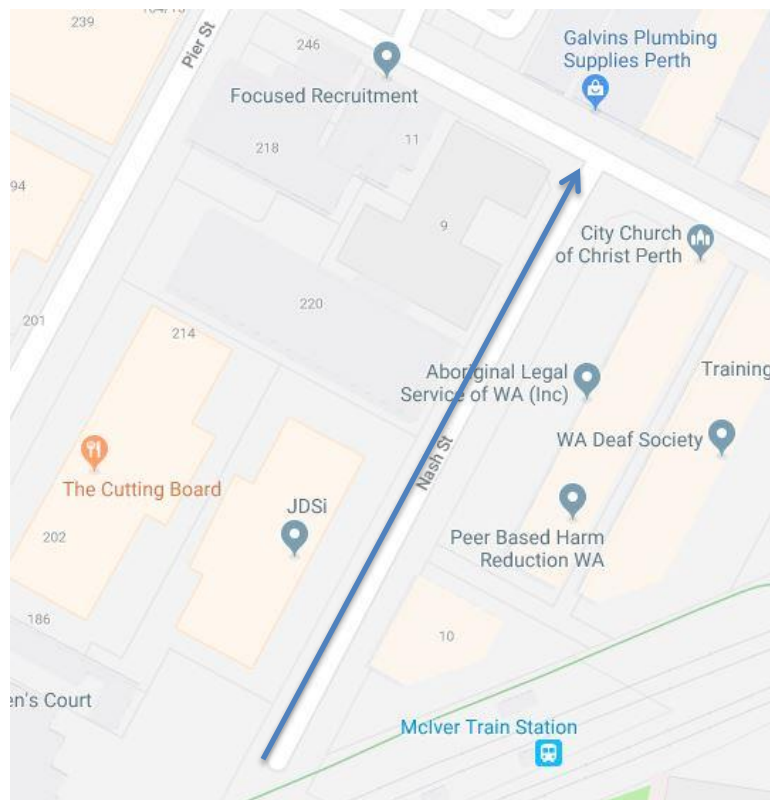 239
Pier St
246
Galvins Plumbing
Supplies Perth
Focused Recruitment
11
218
94
9
City Church
of Christ Perth
220
201
214
Aboriginal Legal
Service of WA (Inc)
Training
WA Deaf Society
Nash St
The Cutting Board
JDSi
202
Peer Based Harm
Reduction WA
186
10
en's Court
McIver Train Station